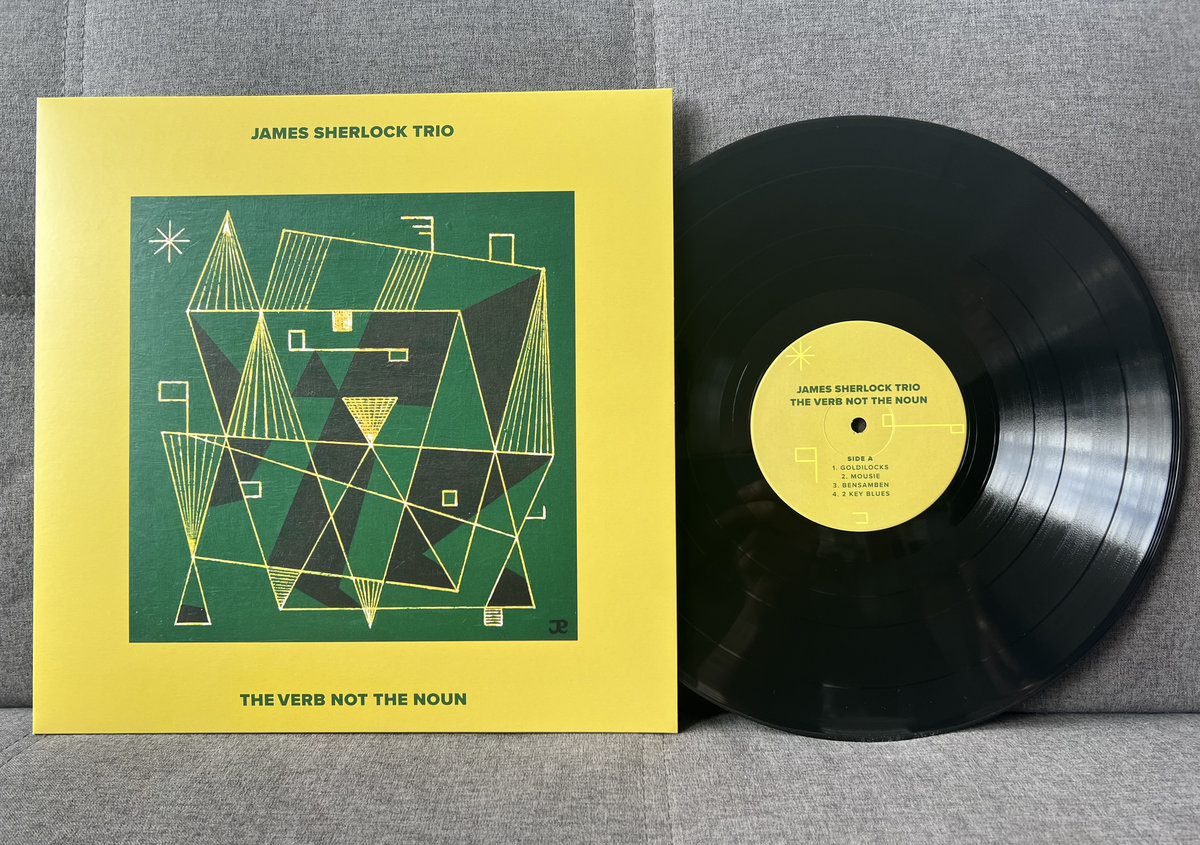 JAMES SHERLOCK TRIO
THE VERB NOT THE NOUN
JAMES SHERLOCK TRIO
THE VERB NOT THE NOUN
SIDE A
1. GOLDILOCKS
2. MOUSIE
3. BENSAMBEN
4. 2 KEY BLUES